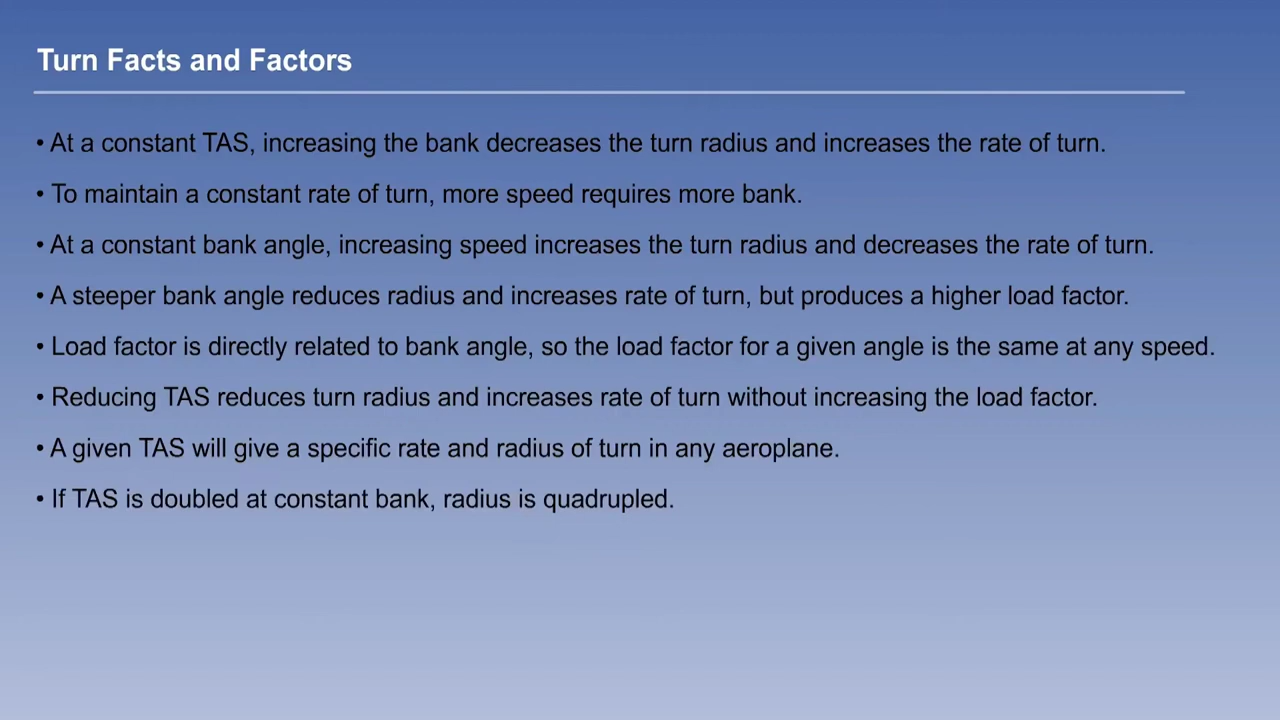 Turn Facts and Factors
• At a constant TAS, increasing the bank decreases the turn radius and increases the rate of turn.
• To maintain a constant rate of turn, more speed requires more bank.
• At a constant bank angle, increasing speed increases the turn radius and decreases the rate of turn.
• A steeper bank angle reduces radius and increases rate of turn, but produces a higher load factor.
• Load factor is directly related to bank angle, so the load factor for a given angle is the same at any speed.
• Reducing TAS reduces turn radius and increases rate of turn without increasing the load factor.
• A given TAS will give a specific rate and radius of turn in any aeroplane.
• If TAS is doubled at constant bank, radius is quadrupled.